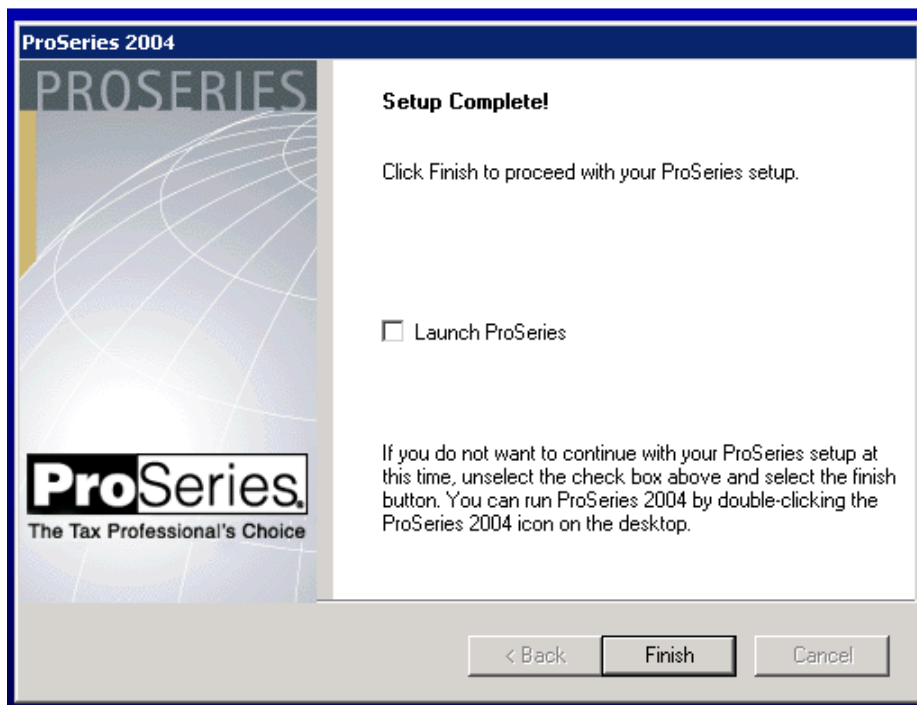 ProSeries 2004
PROSERIES
Setup Complete!
Click Finish to proceed with your ProSeries setup.
Launch ProSeries
If you do not want to continue with your ProSeries setup at
this time, unselect the check box above and select the finish
button. You can run ProSeries 2004 by double-clicking the
ProSeries 2004 icon on the desktop.
ProSeries.
The Tax Professional's Choice
< Back
Finish
Cancel